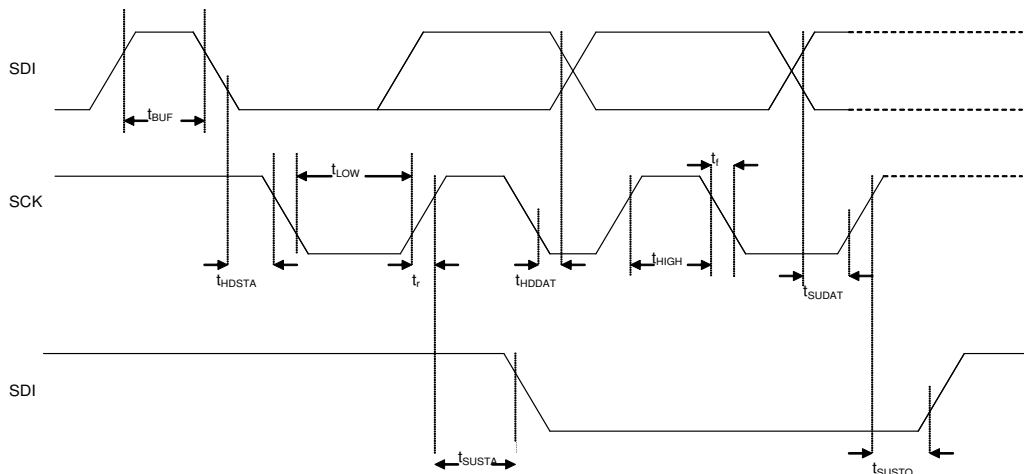 SDI
tBUF
tLOW
tf
SCK
tHDSTA
tr
tHDDAT
tHIGH
tSUDAT
SDI
tSUSTA
tSUSTO